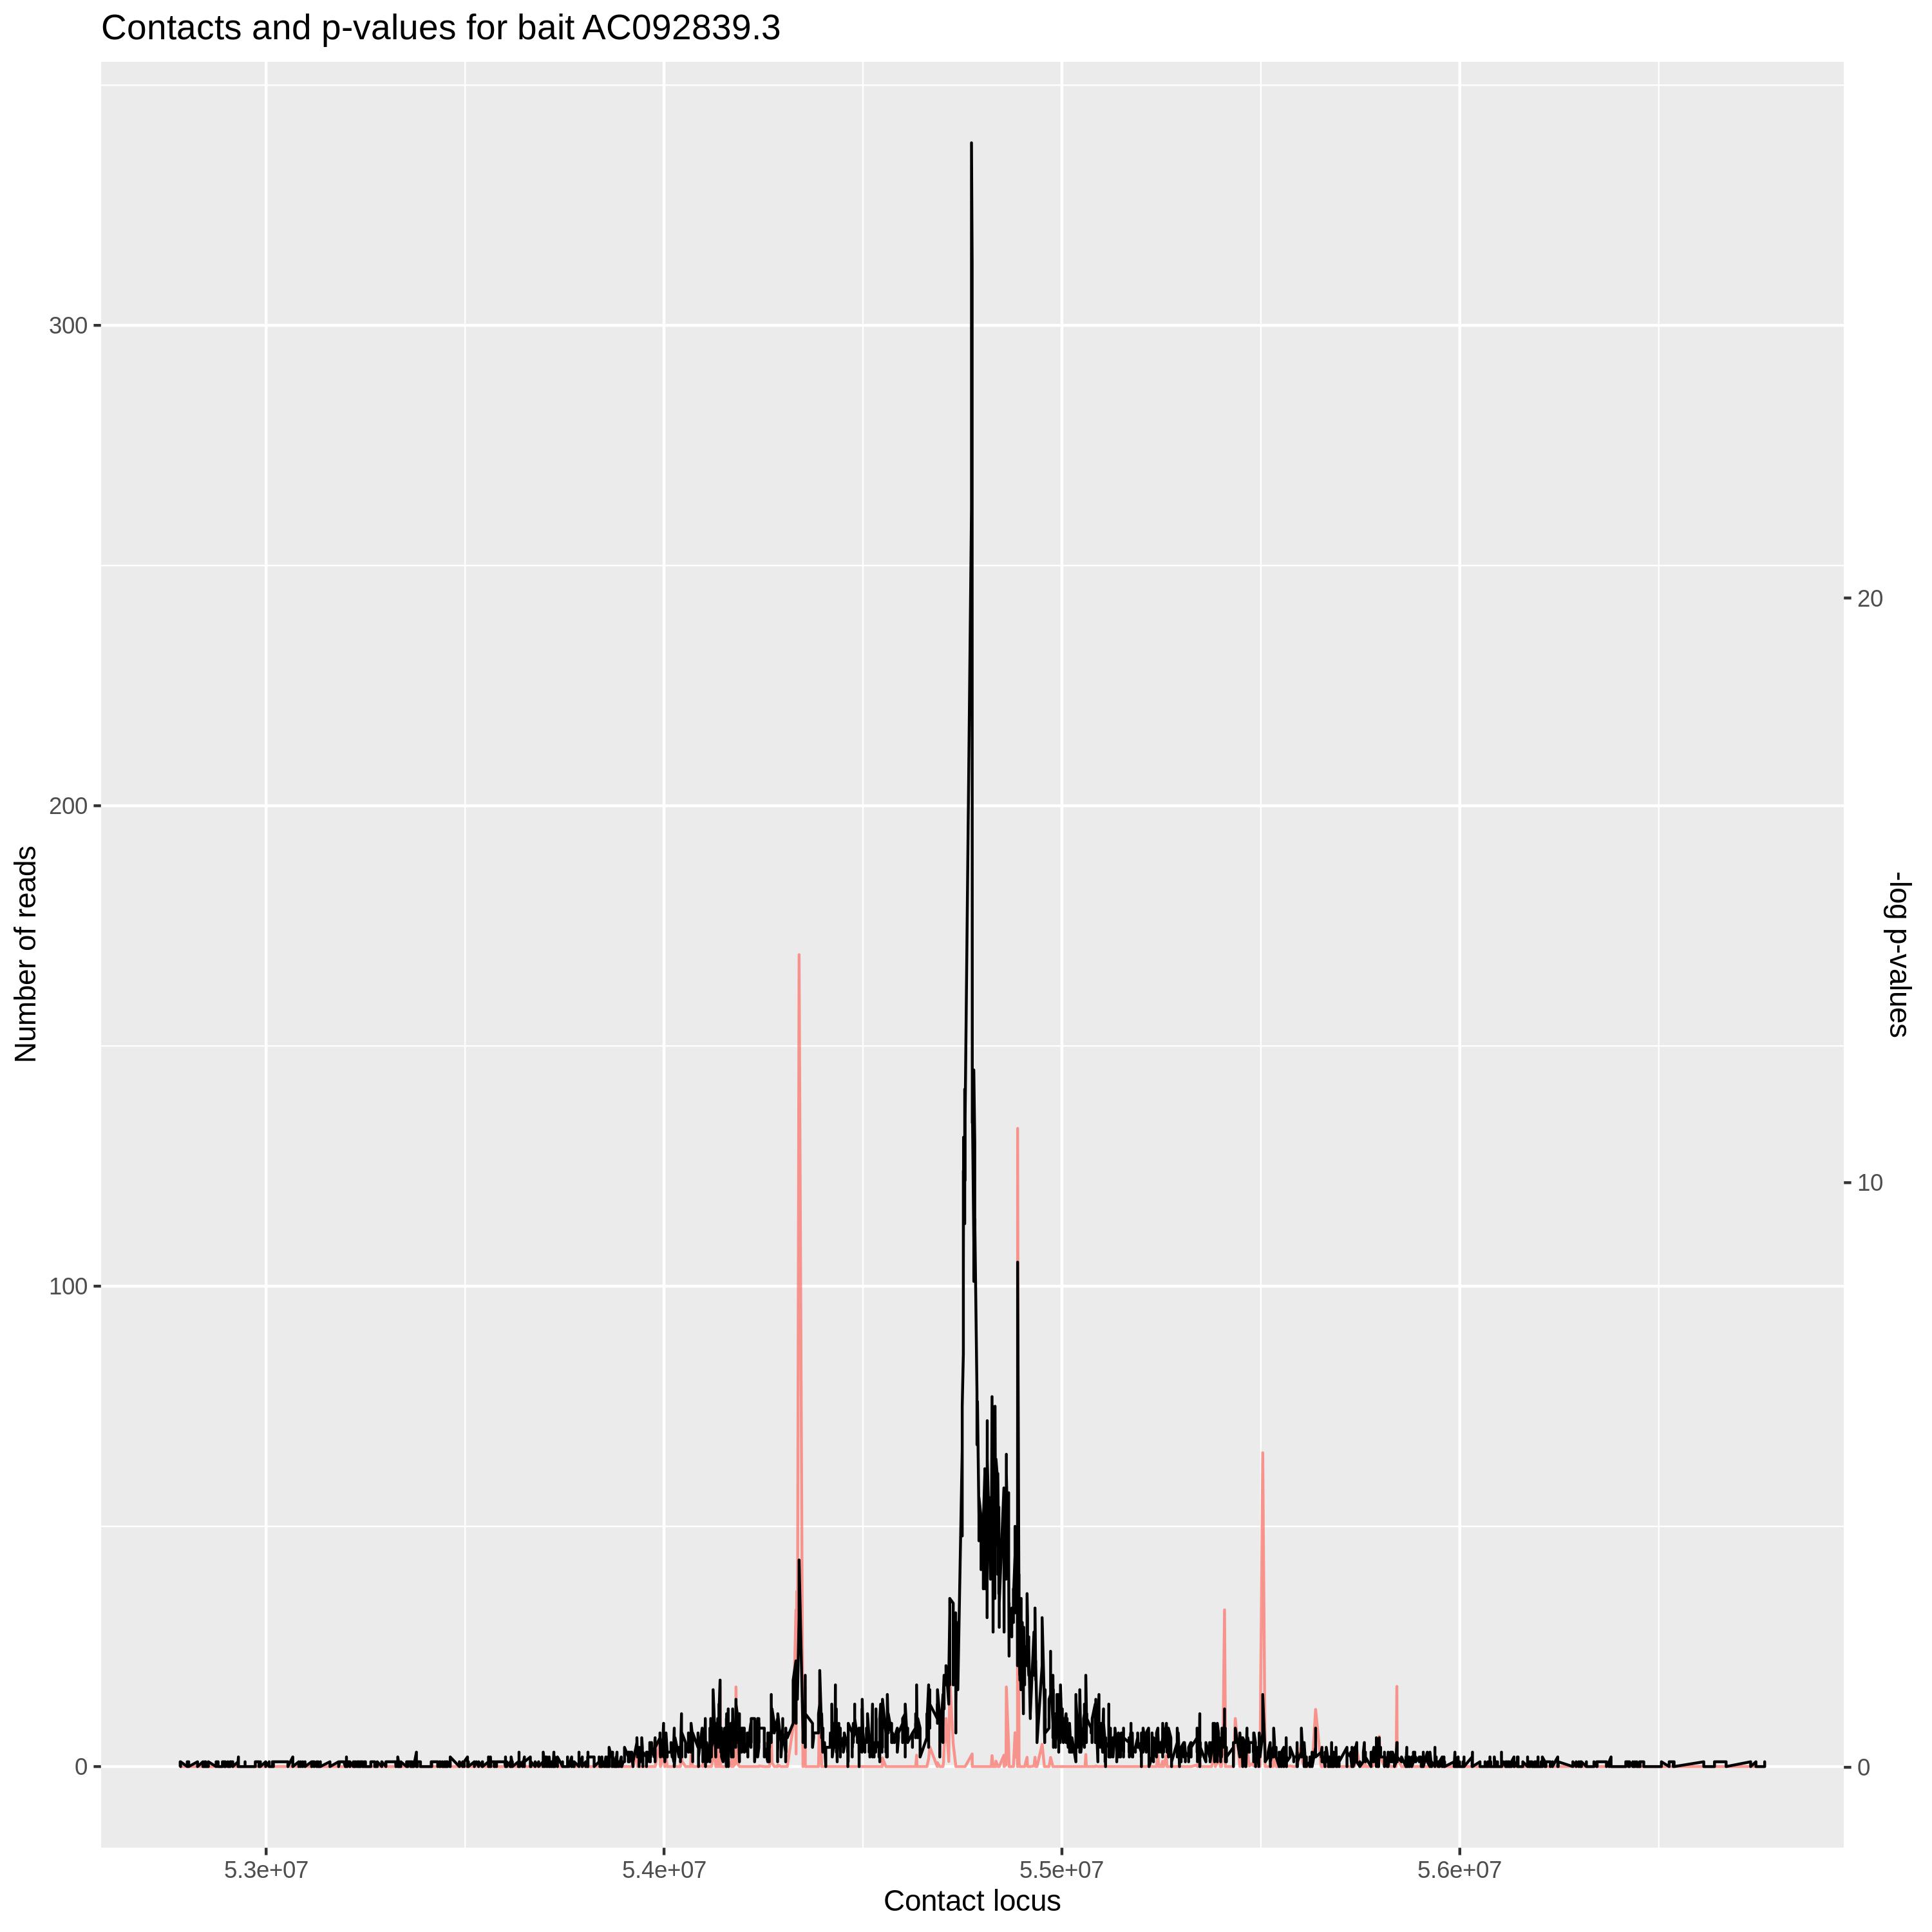 Contacts and p-values for bait AC092839.3
300
200
100
0
Number of reads
20
10
0
-log p-values
5.3e+07 5.4e+07 5.5e+07 5.6e+07
Contact locus